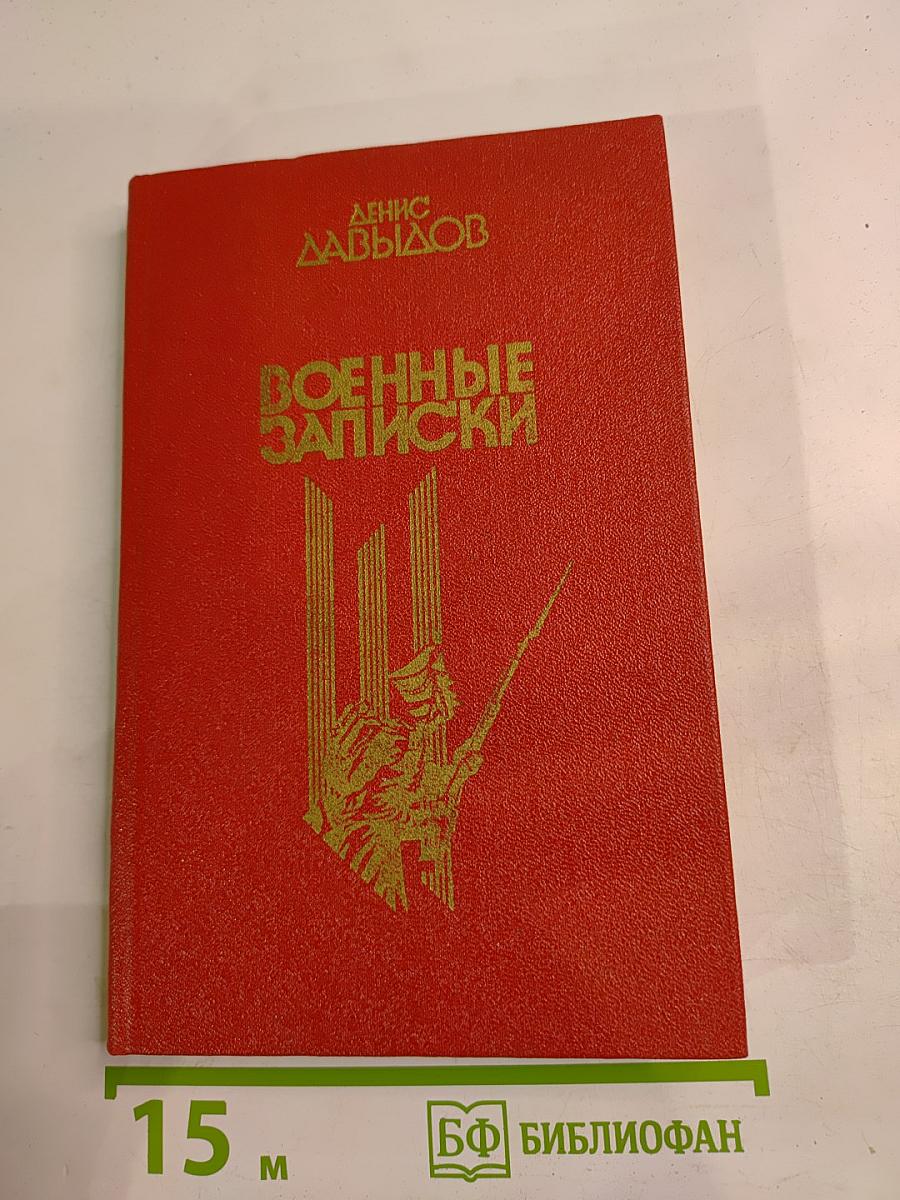 ДЕНИС
ДАВЫДОВ
ВОЕННЫЕ
ЗАПИСКИ
15 м
БФ БИБЛИОФАН